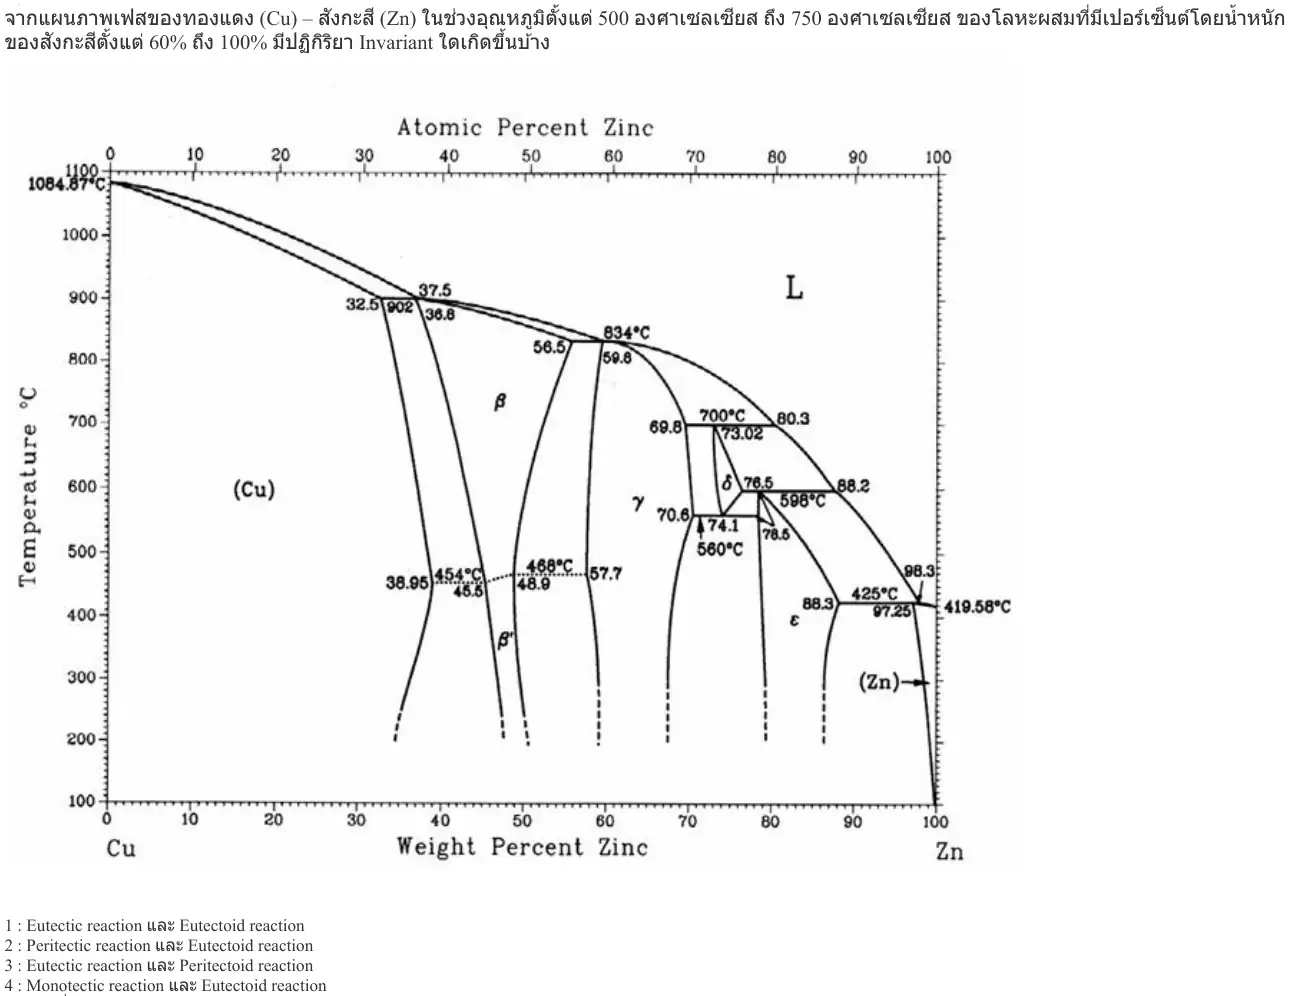 จากแผนภาพเฟสของทองแดง (Cu) – สังกะสี (Zn) ในช่วงอุณหภูมิตั้งแต่ 500 องศาเซลเซียส ถึง 750 องศาเซลเซียส ของโลหะผสมที่มีเปอร์เซ็นต์โดยน้ำหนัก
ของสังกะสีตั้งแต่ 60% ถึง 100% มีปฏิกิริยา Invariant ใดเกิดขึ้นบ้าง
Atomic Percent Zinc
0 10 20 30 40 50 60 70 80 90 100
1100
1084.87°C
1000
L
37.5
900
32.5 902 36.8
834°C
800
56.5 59.8
β
700
69.8 700°C 73.02 80.3
600
(Cu) γ δ 76.5 598°C 88.2
70.6 74.1 78.5
560°C
500
38.95 454°C 45.5 468°C 48.9 57.7
98.3
425°C
88.3 97.25 419.58°C
400
β' ε
300
(Zn)
200
100
Temperature °C
0 10 20 30 40 50 60 70 80 90 100
Cu Weight Percent Zinc Zn
1 : Eutectic reaction และ Eutectoid reaction
2 : Peritectic reaction และ Eutectoid reaction
3 : Eutectic reaction และ Peritectoid reaction
4 : Monotectic reaction และ Eutectoid reaction